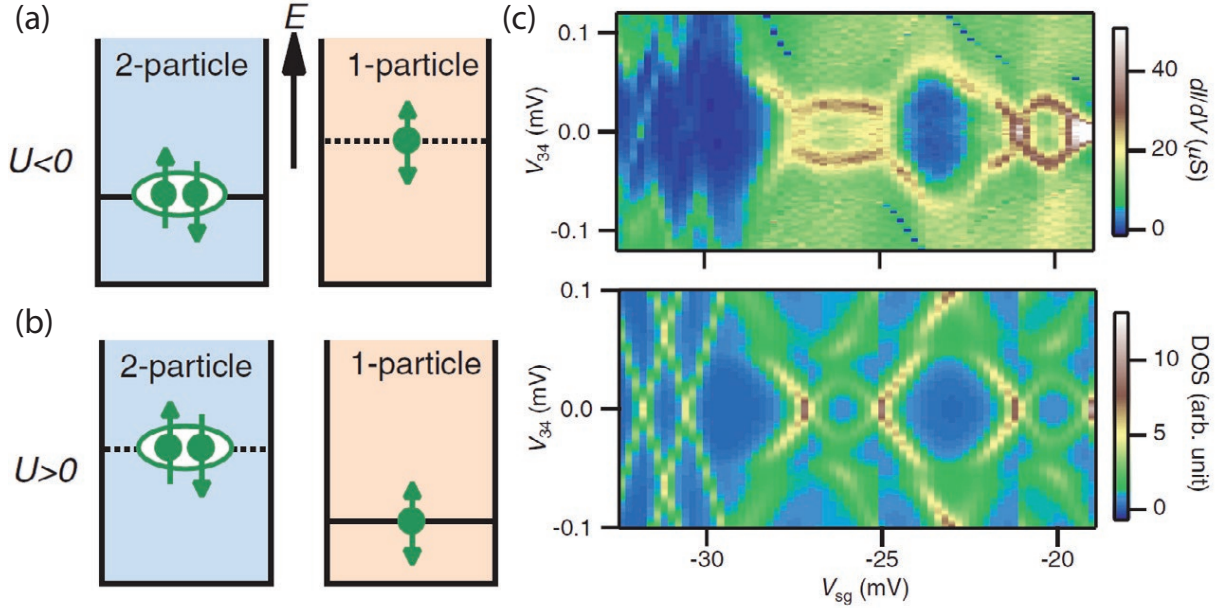 (a)
E
2-particle
1-particle
U<0
(b)
2-particle
1-particle
U>0
(c)
0.1
0.0
-0.1
V34 (mV)
40
20
0
dI/dV (μS)
0.1
0.0
-0.1
V34 (mV)
10
5
0
DOS (arb. unit)
-30
-25
-20
Vsg (mV)